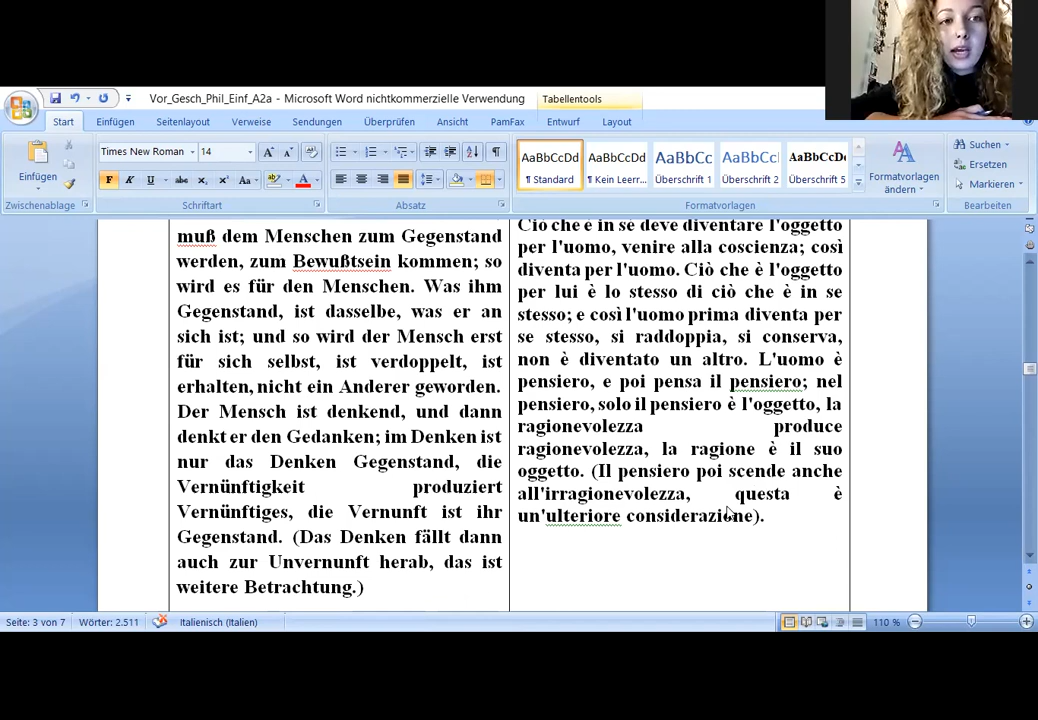 Vor_Gesch_Phil_Einf_A2a - Microsoft Word nichtkommerzielle Verwendung
Tabellentools
Start
Einfügen
Seitenlayout
Verweise
Sendungen
Überprüfen
Ansicht
PamFax
Entwurf
Layout
Times New Roman
14
Einfügen
F K U abc x₂ x² Aa
AaBbCcDd
¶ Standard
AaBbCcDd
¶ Kein Leerr...
AaBbCc
Überschrift 1
AaBbCc
Überschrift 2
AaBbCcD
Überschrift 5
Formatvorlagen
ändern
Suchen
Ersetzen
Markieren
Zwischenablage
Schriftart
Absatz
Formatvorlagen
Bearbeiten
muß dem Menschen zum Gegenstand
werden, zum Bewußtsein kommen; so
wird es für den Menschen. Was ihm
Gegenstand, ist dasselbe, was er an
sich ist; und so wird der Mensch erst
für sich selbst, ist verdoppelt, ist
erhalten, nicht ein Anderer geworden.
Der Mensch ist denkend, und dann
denkt er den Gedanken; im Denken ist
nur das Denken Gegenstand, die
Vernünftigkeit produziert
Vernünftiges, die Vernunft ist ihr
Gegenstand. (Das Denken fällt dann
auch zur Unvernunft herab, das ist
weitere Betrachtung.)
Ciò che è in sé deve diventare l'oggetto
per l'uomo, venire alla coscienza; così
diventa per l'uomo. Ciò che è l'oggetto
per lui è lo stesso di ciò che è in se
stesso; e così l'uomo prima diventa per
se stesso, si raddoppia, si conserva,
non è diventato un altro. L'uomo è
pensiero, e poi pensa il pensiero; nel
pensiero, solo il pensiero è l'oggetto, la
ragionevolezza produce
ragionevolezza, la ragione è il suo
oggetto. (Il pensiero poi scende anche
all'irragionevolezza, questa è
un'ulteriore considerazione).
Seite: 3 von 7
Wörter: 2.511
Italienisch (Italien)
110 %